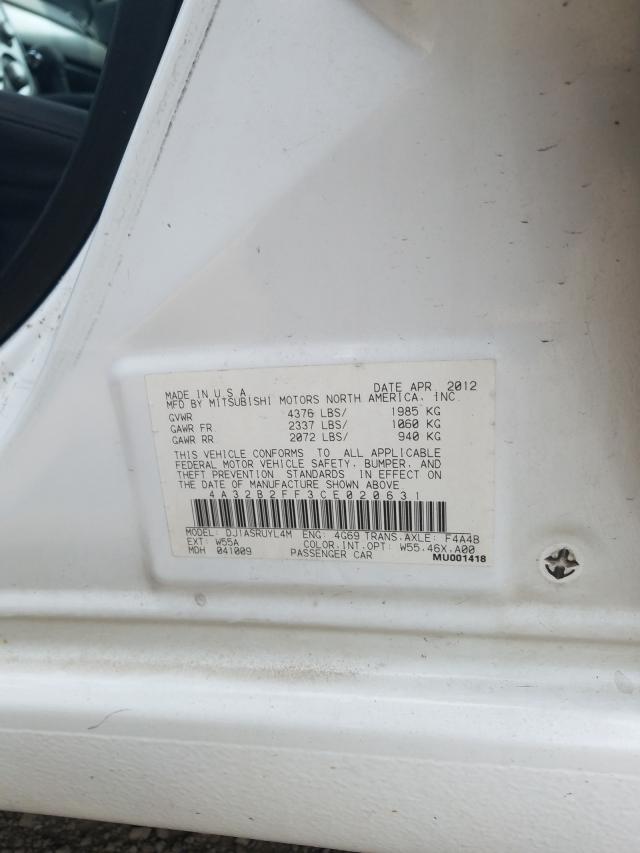 MADE IN U.S.A. DATE APR. 2012
MFD BY MITSUBISHI MOTORS NORTH AMERICA, INC.
GVWR 4376 LBS/ 1985 KG
GAWR FR 2337 LBS/ 1060 KG
GAWR RR 2072 LBS/ 940 KG
THIS VEHICLE CONFORMS TO ALL APPLICABLE
FEDERAL MOTOR VEHICLE SAFETY, BUMPER, AND
THEFT PREVENTION STANDARDS IN EFFECT ON
THE DATE OF MANUFACTURE SHOWN ABOVE
4A32B2FF3CE020631
MODEL: DJ1ASRUYL4M ENG: 4G69 TRANS.AXLE: F4A4B
EXT: W55A COLOR.INT.OPT: W55.46X.A00
MDH 041009 PASSENGER CAR MU001418